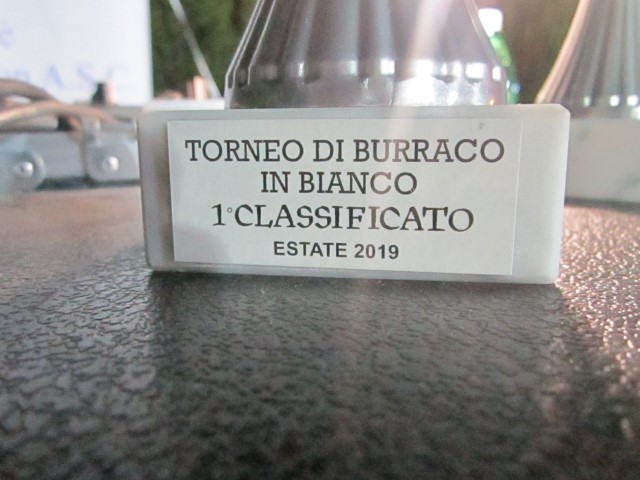 TORNEO DI BURRACO
IN BIANCO
1°CLASSIFICATO
ESTATE 2019